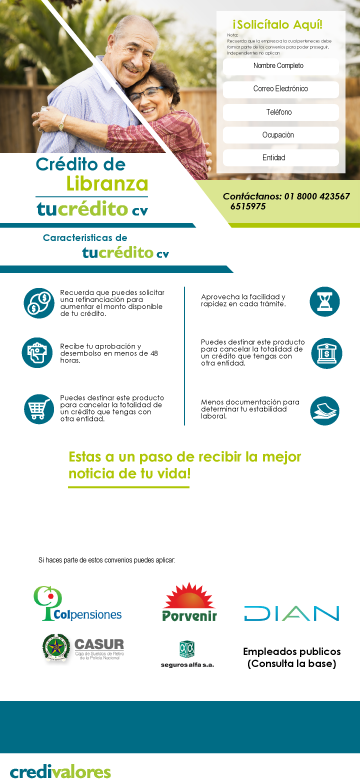 ¡Solicítalo Aquí!
Nota:
Recuerda que la empresa a la cual perteneces debe
formar parte de los convenios para poder proseguir,
Independientes no aplican.
Nombre Completo
Correo Electrónico
Teléfono
Ocupación
Entidad
Crédito de
Libranza
tucrédito cv
Contáctanos: 01 8000 423567
6515975
Caracteristicas de
tucrédito cv
Recuerda que puedes solicitar
una refinanciación para
aumentar el monto disponible
de tu crédito.
Aprovecha la facilidad y
rapidez en cada trámite.
Recibe tu aprobación y
desembolso en menos de 48
horas.
Puedes destinar este producto
para cancelar la totalidad de
un crédito que tengas con
otra entidad.
Puedes destinar este producto
para cancelar la totalidad de
un crédito que tengas con
otra entidad.
Menos documentación para
determinar tu estabilidad
laboral.
Estas a un paso de recibir la mejor
noticia de tu vida!
Si haces parte de estos convenios puedes aplicar:
Colpensiones
Porvenir
DIAN
CASUR
Caja de Sueldos de Retiro
de la Policía Nacional
seguros alfa s.a.
Empleados publicos
(Consulta la base)
credivalores